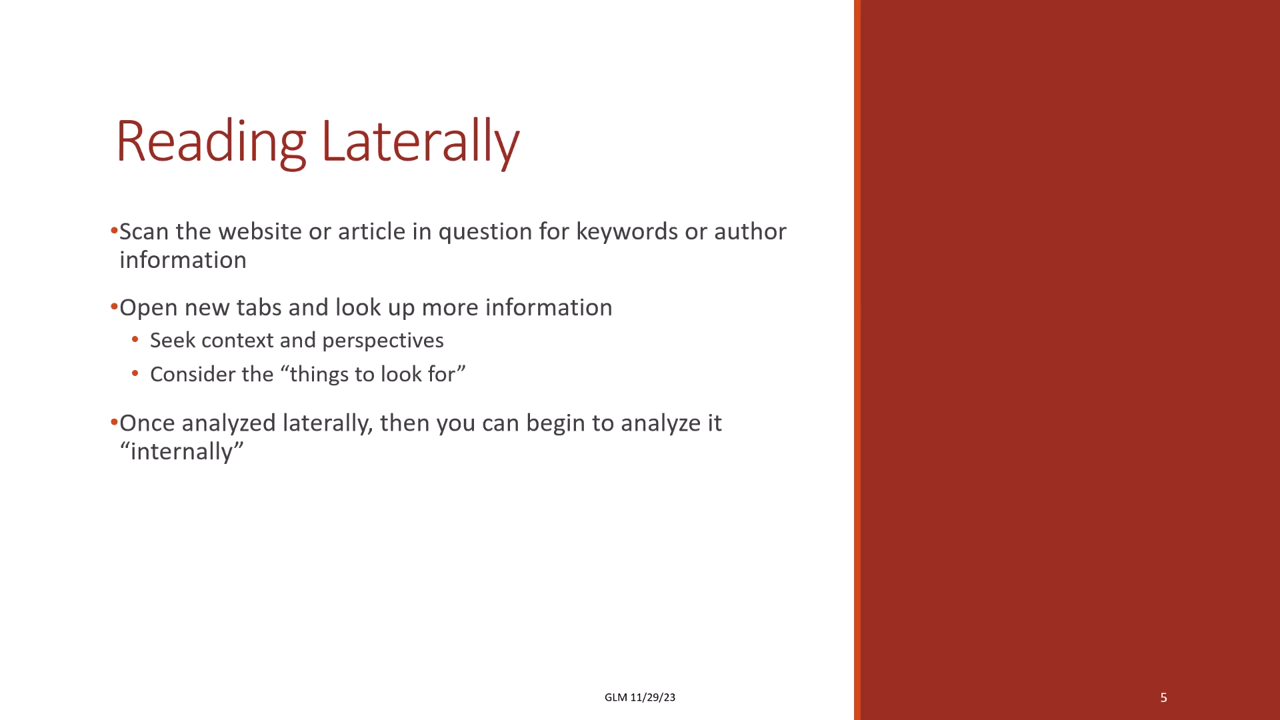 Reading Laterally
•Scan the website or article in question for keywords or author
information
•Open new tabs and look up more information
• Seek context and perspectives
• Consider the “things to look for”
•Once analyzed laterally, then you can begin to analyze it
“internally”
GLM 11/29/23
5